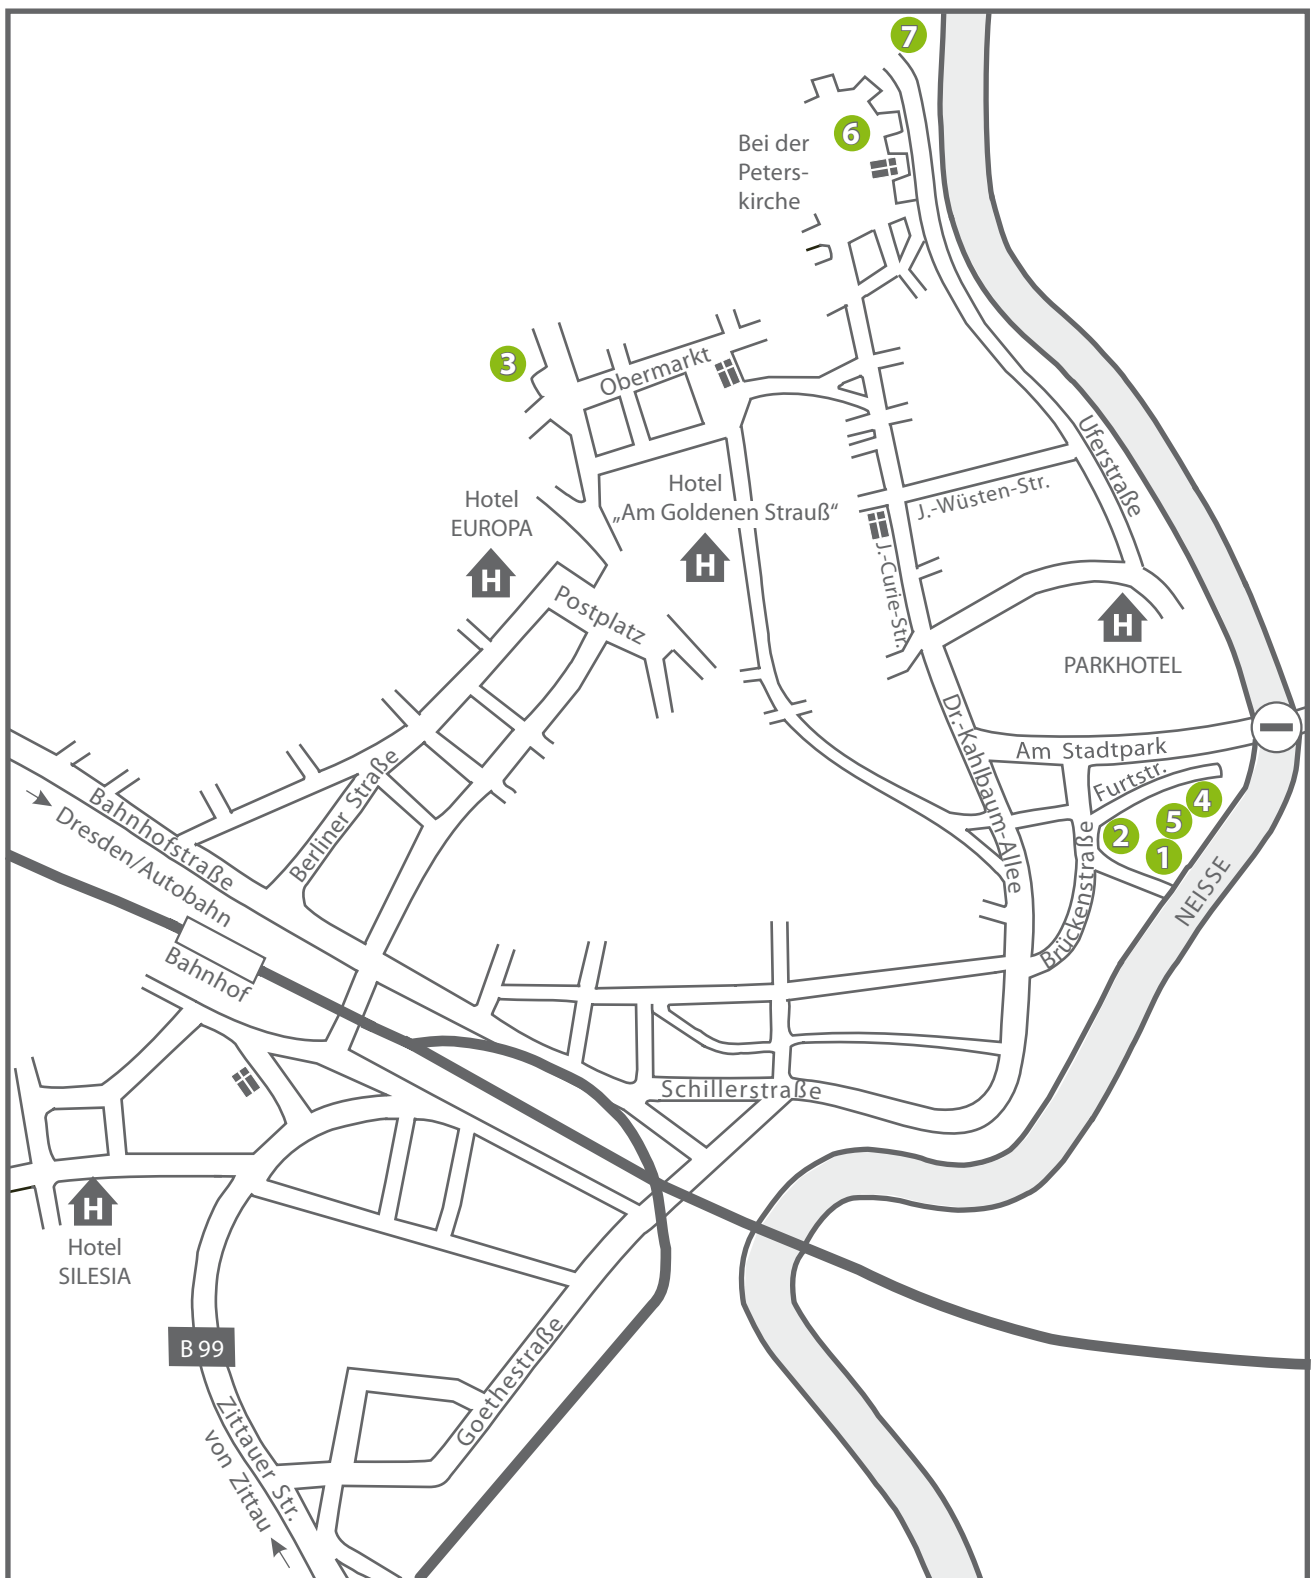 7
6
Bei der
Peters-
kirche
3
Obermarkt
Uferstraße
Hotel
„Am Goldenen Strauß“
H
Hotel
EUROPA
H
J.-Wüsten-Str.
J.-Curie-Str.
Postplatz
H
PARKHOTEL
Dr.-Kahlbaum-Allee
Am Stadtpark
Furtstr.
4
5
2
1
Brückenstraße
NEISSE
Berliner Straße
Bahnhofstraße
Dresden/Autobahn
Bahnhof
Schillerstraße
H
Hotel
SILESIA
B 99
Goethestraße
Zittauer Str.
von Zittau